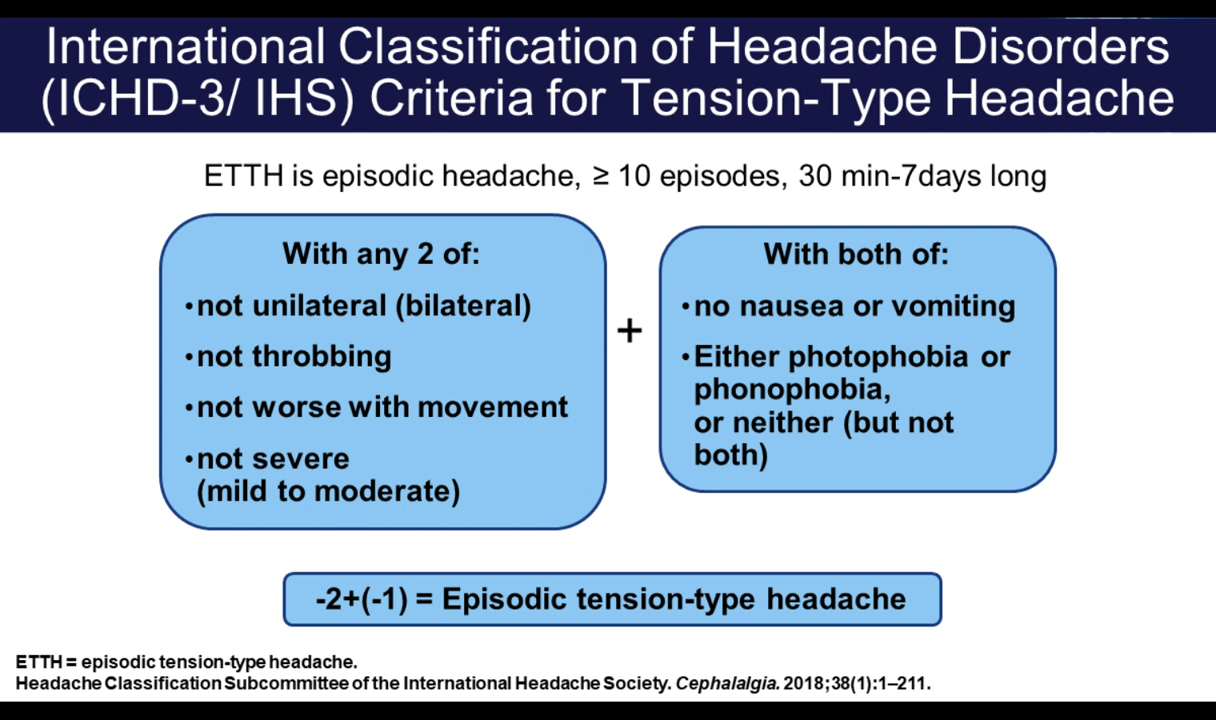 International Classification of Headache Disorders
(ICHD-3/ IHS) Criteria for Tension-Type Headache
ETTH is episodic headache, ≥ 10 episodes, 30 min-7days long
With any 2 of:
•not unilateral (bilateral)
•not throbbing
•not worse with movement
•not severe
(mild to moderate)
+
With both of:
•no nausea or vomiting
•Either photophobia or
phonophobia,
or neither (but not
both)
-2+(-1) = Episodic tension-type headache
ETTH = episodic tension-type headache.
Headache Classification Subcommittee of the International Headache Society. Cephalalgia. 2018;38(1):1–211.